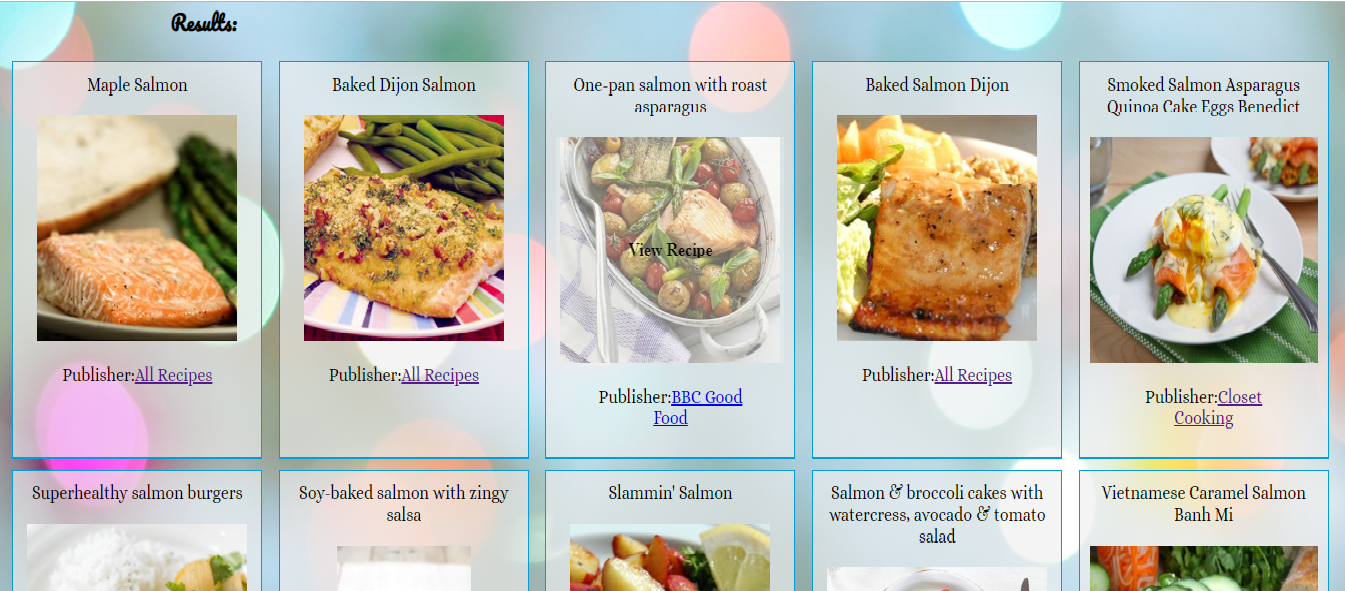 Results:
Maple Salmon
Baked Dijon Salmon
One-pan salmon with roast
asparagus
Baked Salmon Dijon
Smoked Salmon Asparagus
Quinoa Cake Eggs Benedict
View Recipe
Publisher:All Recipes
Publisher:All Recipes
Publisher:BBC Good
Food
Publisher:All Recipes
Publisher:Closet
Cooking
Superhealthy salmon burgers
Soy-baked salmon with zingy
salsa
Slammin' Salmon
Salmon & broccoli cakes with
watercress, avocado & tomato
salad
Vietnamese Caramel Salmon
Banh Mi